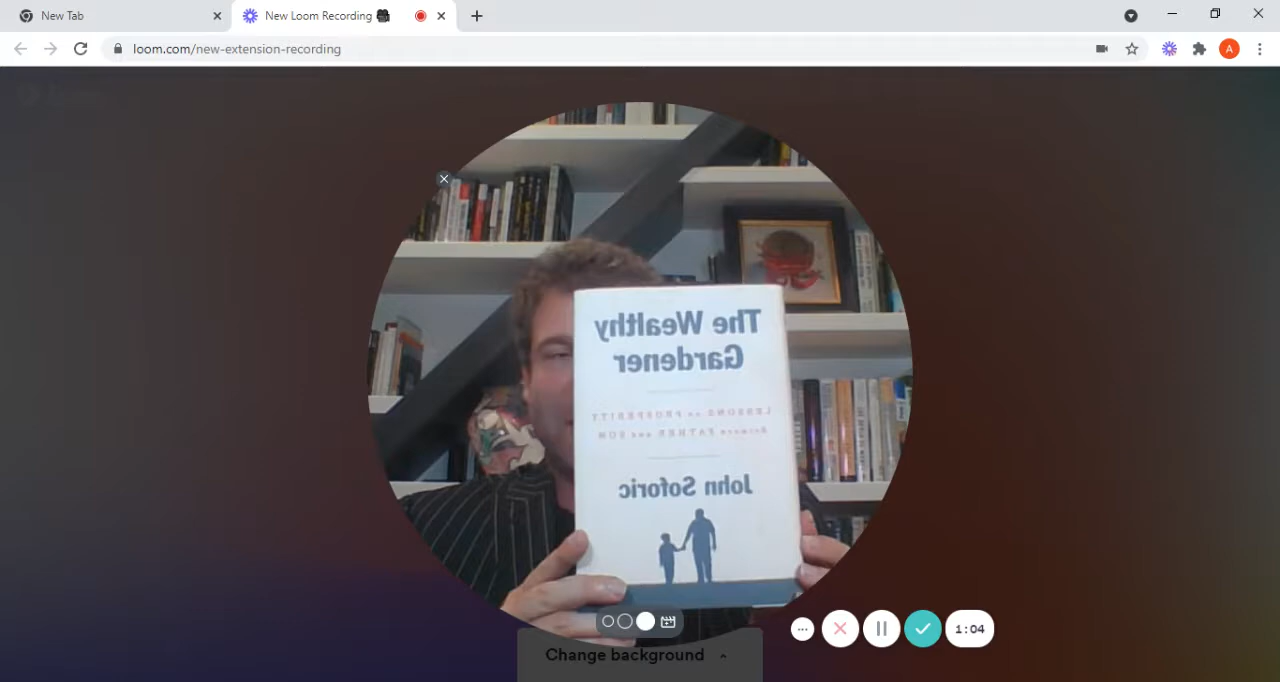 New Tab
New Loom Recording
loom.com/new-extension-recording
A
The Wealthy
Gardener
LESSONS on PROSPERITY
Between FATHER and SON
John Soforic
1:04
Change background